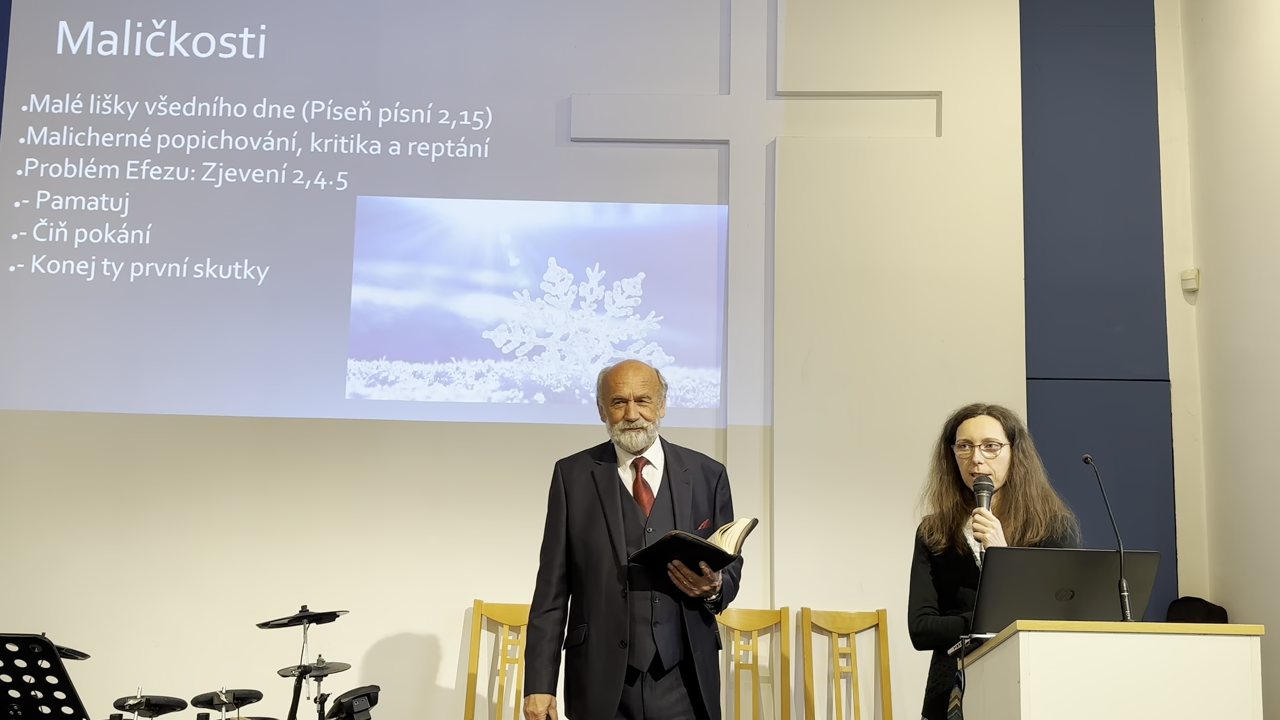 Maličkosti
•Malé lišky všedního dne (Píseň písní 2,15)
•Malicherné popichování, kritika a reptání
•Problém Efezu: Zjevení 2,4.5
•- Pamatuj
•- Čiň pokání
•- Konej ty první skutky
hp